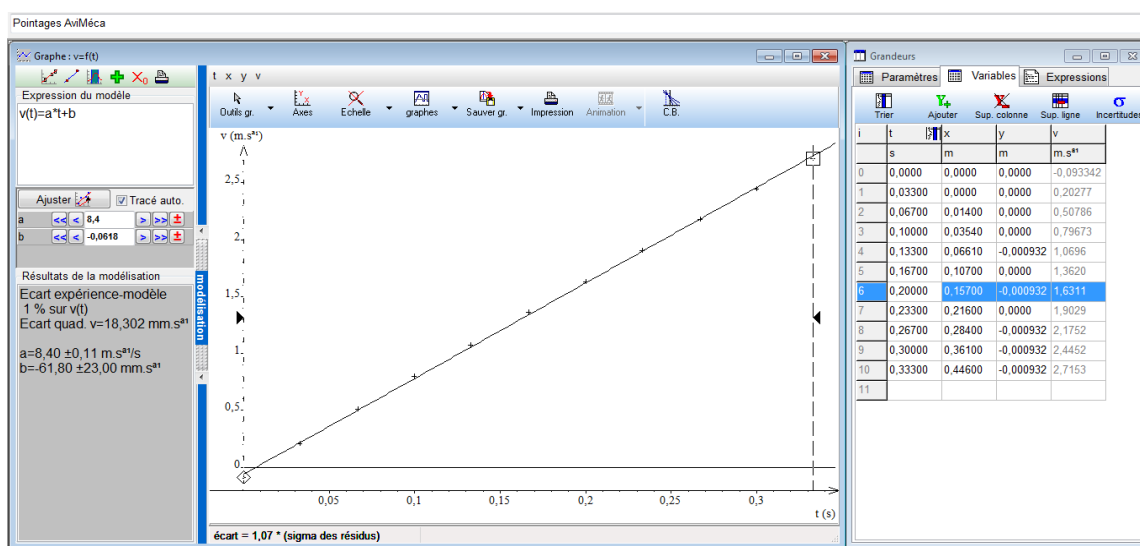 Pointages AviMéca
Graphe : v=f(t)
Expression du modèle
v(t)=a*t+b
Ajuster
Tracé auto.
a << < 8,4 > >> ±
b << < -0,0618 > >> ±
Résultats de la modélisation
Ecart expérience-modèle
1 % sur v(t)
Ecart quad. v=18,302 mm.sª¹
a=8,40 ±0,11 m.sª¹/s
b=-61,80 ±23,00 mm.sª¹
modélisation
t x y v
Outils gr. Axes Echelle graphes Sauver gr. Impression Animation C.B.
v (m.sª¹)
2,5
2
1,5
1
0,5
0
0,05 0,1 0,15 0,2 0,25 0,3
t (s)
écart = 1,07 * (sigma des résidus)
Grandeurs
Paramètres Variables Expressions
Trier Ajouter Sup. colonne Sup. ligne Incertitudes
i t x y v
s m m m.sª¹
0 0,0000 0,0000 0,0000 -0,093342
1 0,03300 0,0000 0,0000 0,20277
2 0,06700 0,01400 0,0000 0,50786
3 0,10000 0,03540 0,0000 0,79673
4 0,13300 0,06610 -0,000932 1,0696
5 0,16700 0,10700 0,0000 1,3620
6 0,20000 0,15700 -0,000932 1,6311
7 0,23300 0,21600 0,0000 1,9029
8 0,26700 0,28400 -0,000932 2,1752
9 0,30000 0,36100 -0,000932 2,4452
10 0,33300 0,44600 -0,000932 2,7153
11